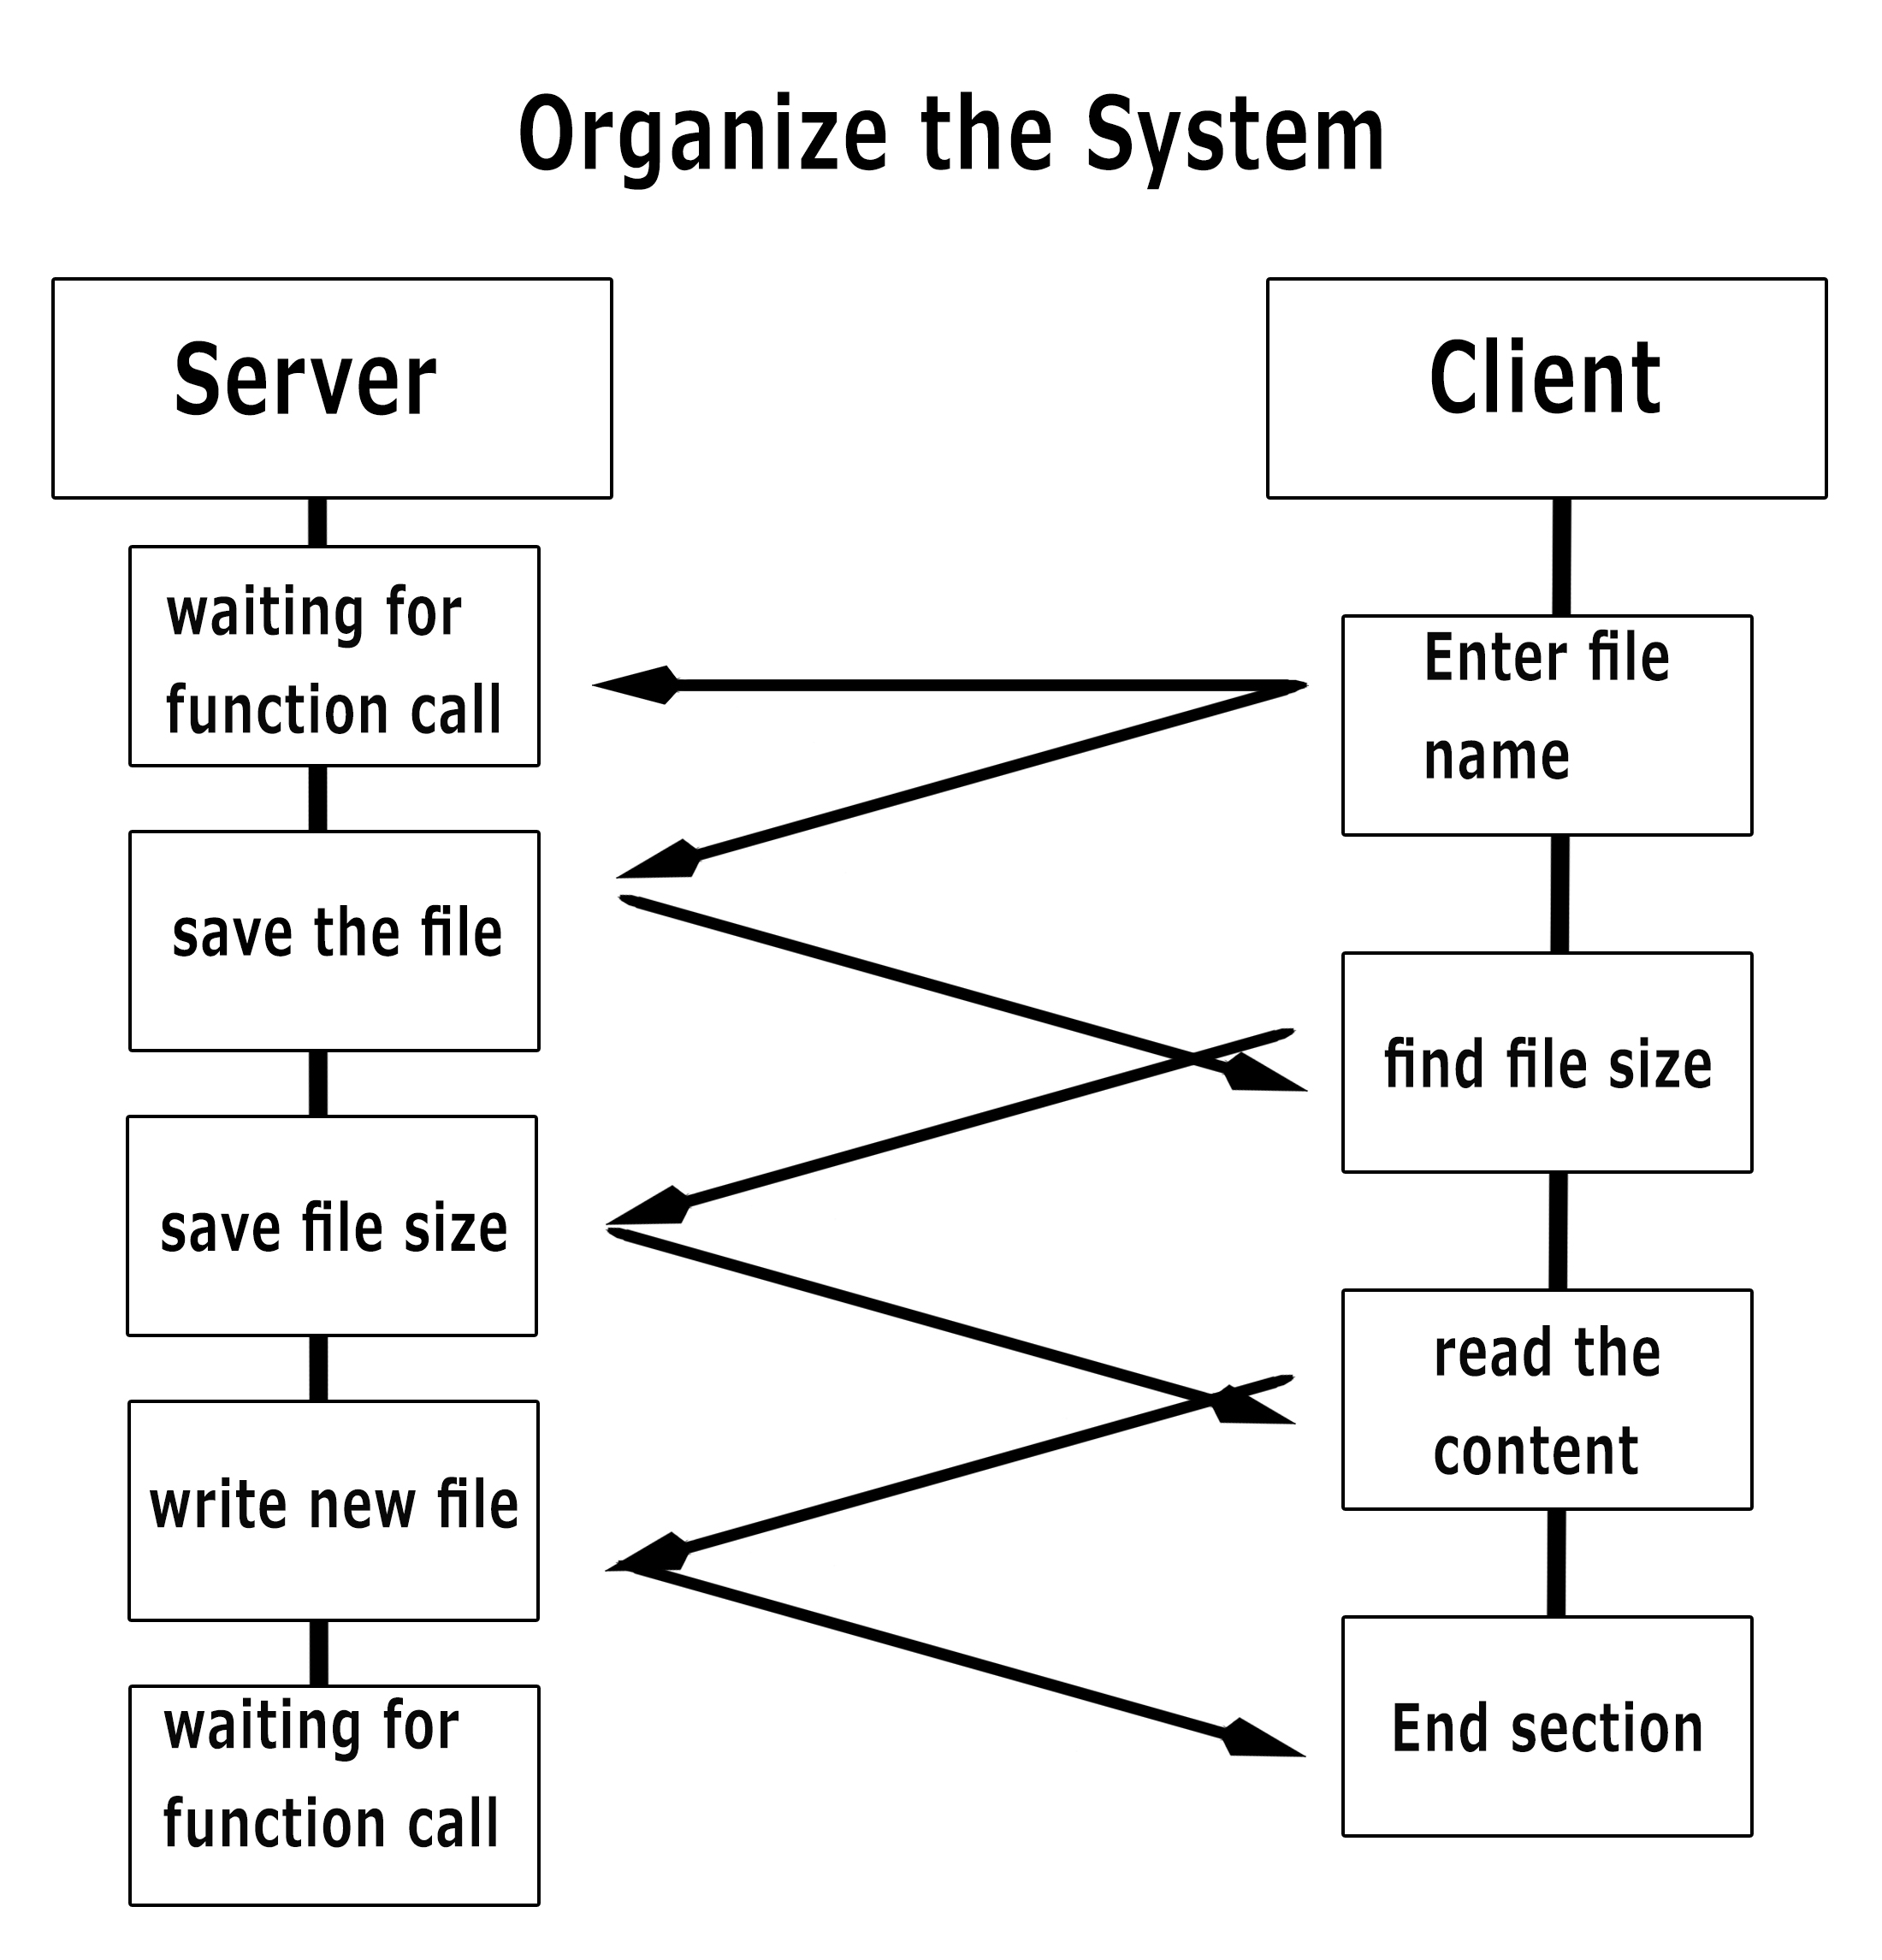 Organize the System
Server
Client
waiting for
function call
Enter file
name
save the file
find file size
save file size
read the
content
write new file
End section
waiting for
function call